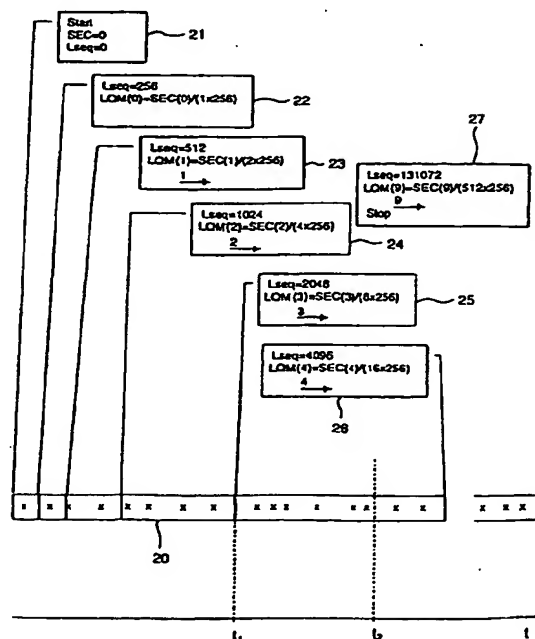 Start
SEC=0
Lseq=0
21
Lseq=256
LOM(0)=SEC(0)/(1x256)
22
Lseq=512
LOM(1)=SEC(1)/(2x256)
1
23
27
Lseq=131072
LOM(9)=SEC(9)/(512x256)
9
Stop
Lseq=1024
LOM(2)=SEC(2)/(4x256)
2
24
Lseq=2048
LOM(3)=SEC(3)/(8x256)
3
25
Lseq=4096
LOM(4)=SEC(4)/(16x256)
4
28
x x x x x x x x x x x x x x x x x x x
20
t₁ t₂ t